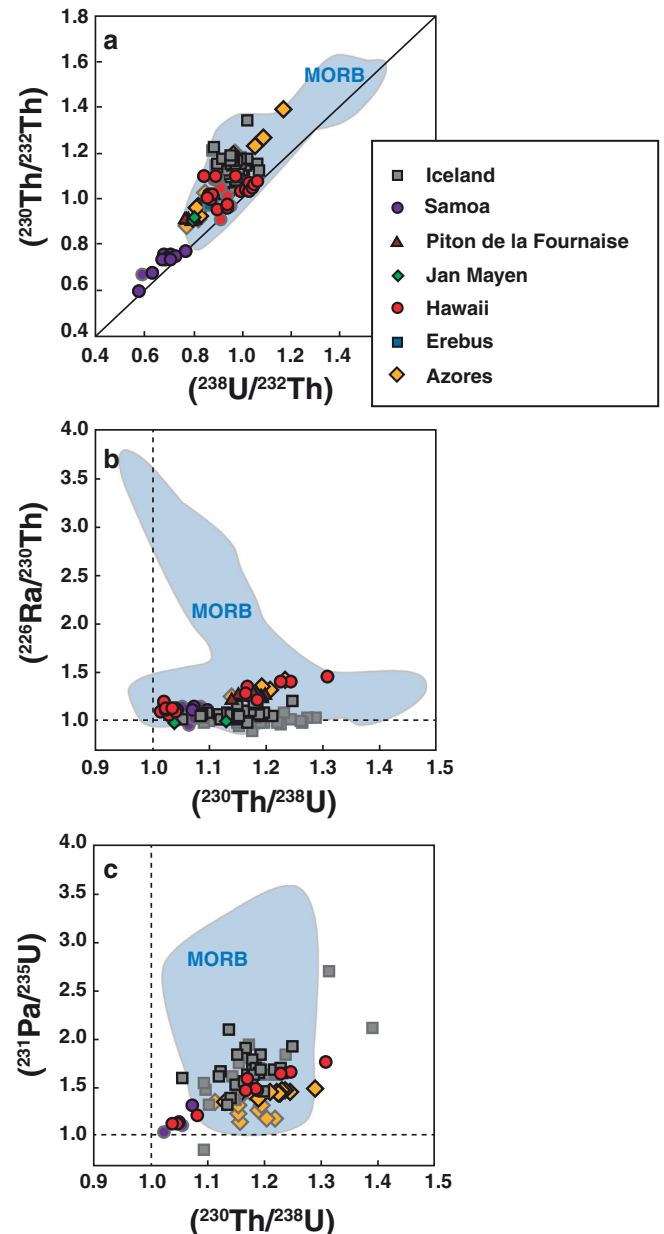 a
MORB
1.8
1.6
1.4
1.2
1.0
0.8
0.6
0.4
0.4 0.6 0.8 1.0 1.2 1.4
(²³⁰Th/²³²Th)
(²³⁸U/²³²Th)
Iceland
Samoa
Piton de la Fournaise
Jan Mayen
Hawaii
Erebus
Azores
b
MORB
4.0
3.5
3.0
2.5
2.0
1.5
1.0
0.9 1.0 1.1 1.2 1.3 1.4 1.5
(²²⁶Ra/²³⁰Th)
(²³⁰Th/²³⁸U)
c
MORB
4.0
3.5
3.0
2.5
2.0
1.5
1.0
0.9 1.0 1.1 1.2 1.3 1.4 1.5
(²³¹Pa/²³⁵U)
(²³⁰Th/²³⁸U)